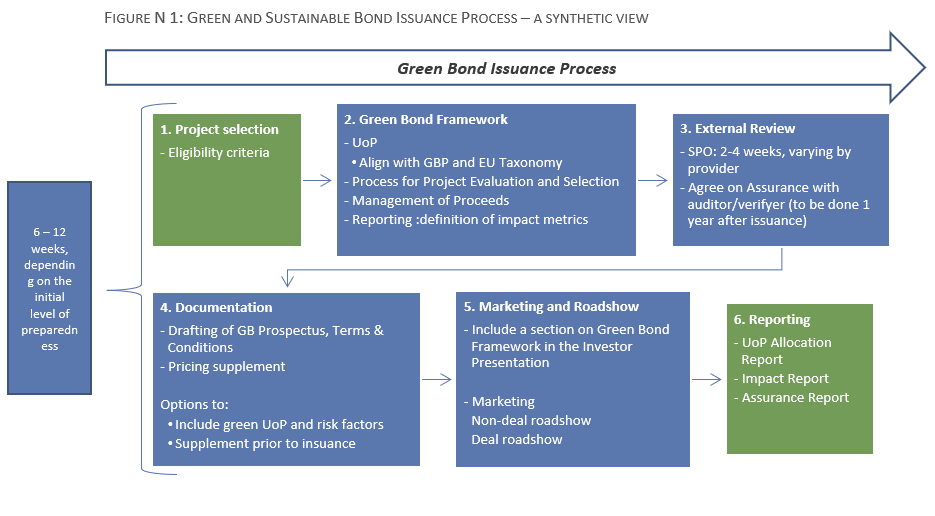 FIGURE N 1: GREEN AND SUSTAINABLE BOND ISSUANCE PROCESS – A SYNTHETIC VIEW
Green Bond Issuance Process
6 – 12
weeks,
dependin
g on the
initial
level of
preparedn
ess
1. Project selection
- Eligibility criteria
2. Green Bond Framework
- UoP
• Align with GBP and EU Taxonomy
- Process for Project Evaluation and Selection
- Management of Proceeds
- Reporting :definition of impact metrics
3. External Review
- SPO: 2-4 weeks, varying by
provider
- Agree on Assurance with
auditor/verifyer (to be done 1
year after issuance)
4. Documentation
- Drafting of GB Prospectus, Terms &
Conditions
- Pricing supplement
Options to:
• Include green UoP and risk factors
• Supplement prior to insuance
5. Marketing and Roadshow
- Include a section on Green Bond
Framework in the Investor
Presentation
- Marketing
Non-deal roadshow
Deal roadshow
6. Reporting
- UoP Allocation
Report
- Impact Report
- Assurance Report